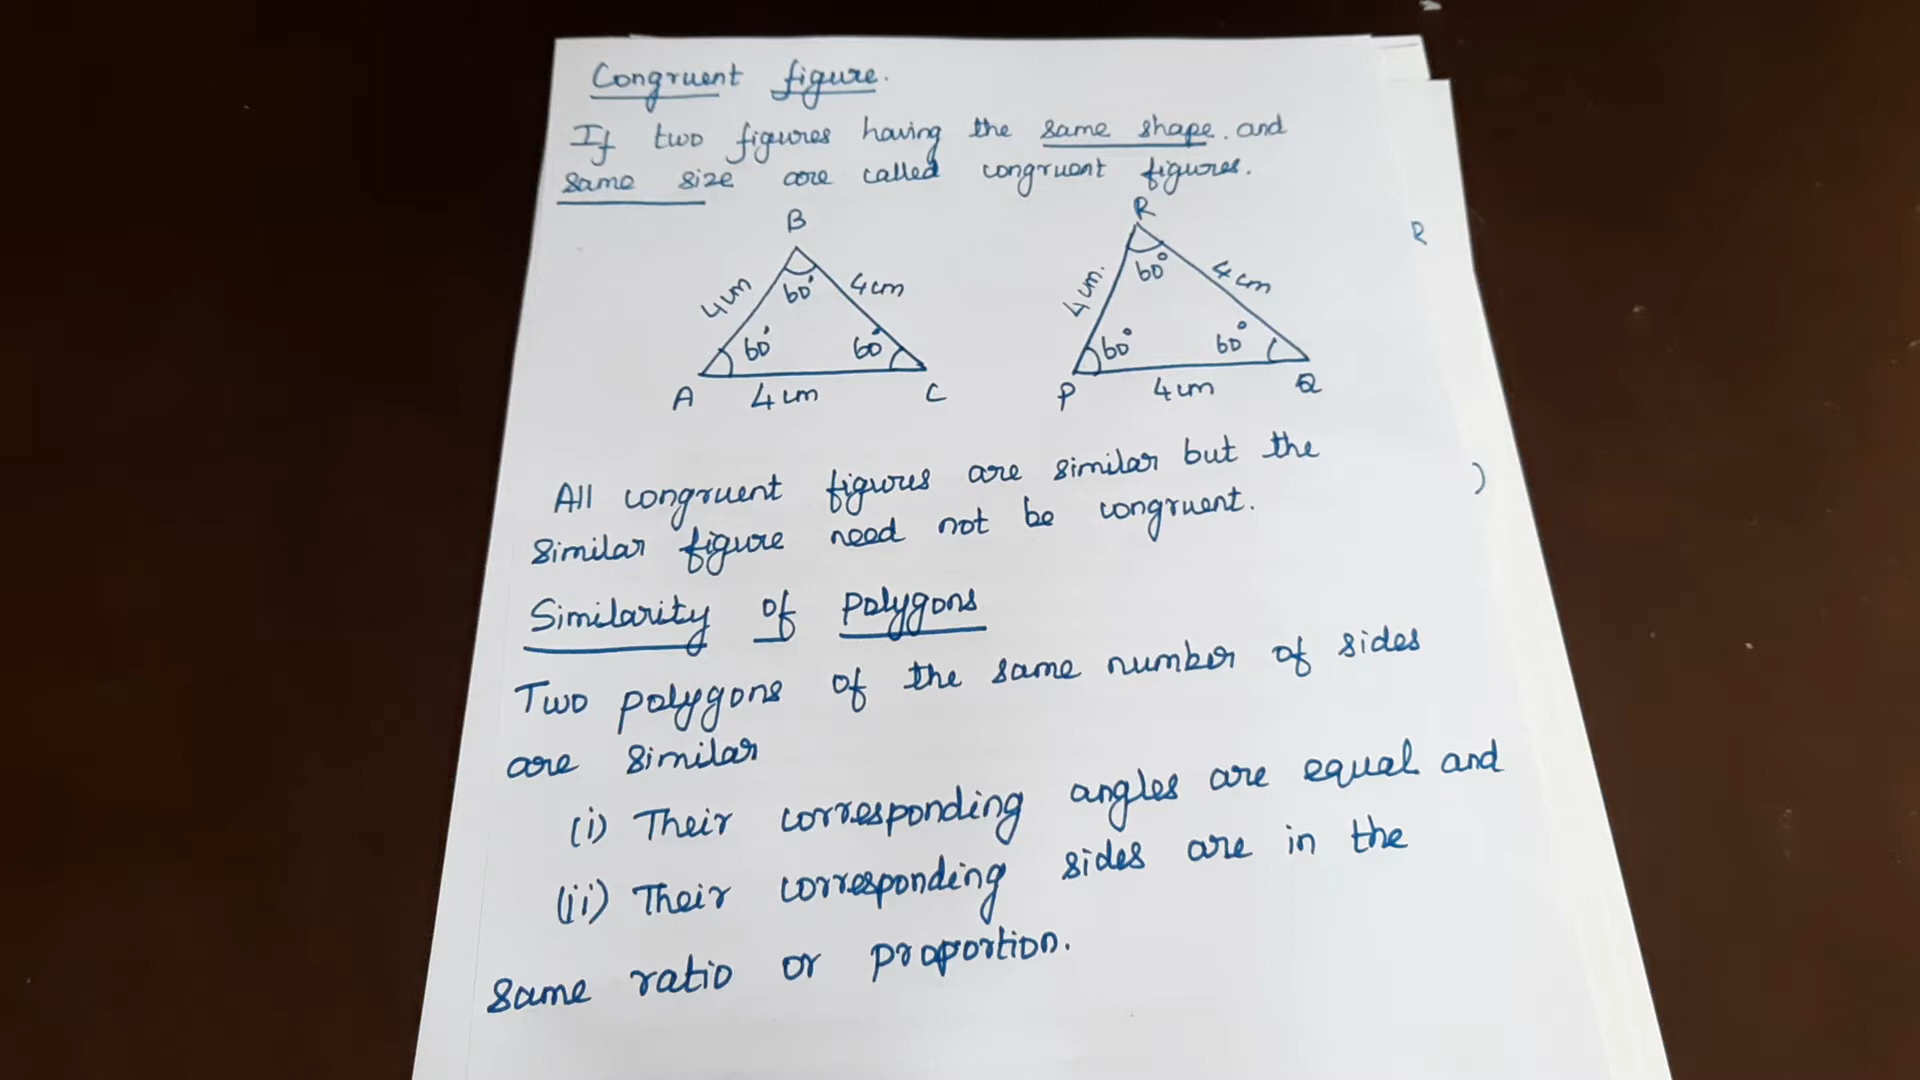 Congruent figure.
If two figures having the same shape and
same size are called congruent figures.
B
R
R
4cm
60°
4cm
4cm.
60°
4cm
60°
60°
60°
60°
A
4cm
C
P
4cm
Q
All congruent figures are similar but the
similar figure need not be congruent.
)
Similarity of polygons
Two polygons of the same number of sides
are similar
(i) Their corresponding angles are equal and
(ii) Their corresponding sides are in the
same ratio or proportion.